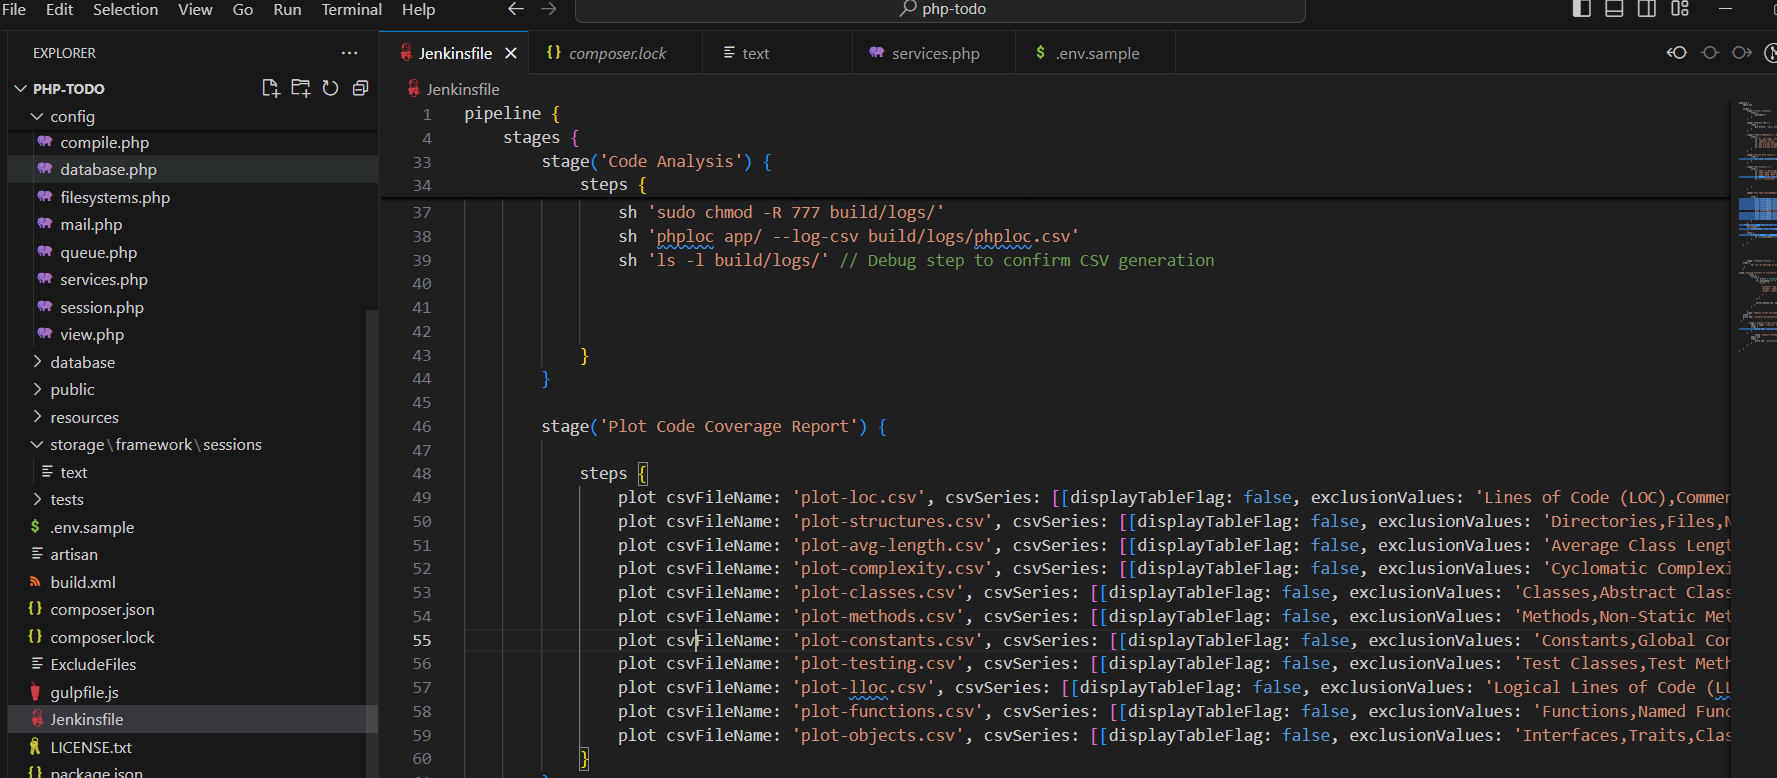 File Edit Selection View Go Run Terminal Help php-todo
EXPLORER
PHP-TODO
config
compile.php
database.php
filesystems.php
mail.php
queue.php
services.php
session.php
view.php
database
public
resources
storage\framework\sessions
text
tests
.env.sample
artisan
build.xml
composer.json
composer.lock
ExcludeFiles
gulpfile.js
Jenkinsfile
LICENSE.txt
package.json
Jenkinsfile composer.lock text services.php .env.sample
Jenkinsfile
1 pipeline {
4 stages {
33 stage('Code Analysis') {
34 steps {
37 sh 'sudo chmod -R 777 build/logs/'
38 sh 'phploc app/ --log-csv build/logs/phploc.csv'
39 sh 'ls -l build/logs/' // Debug step to confirm CSV generation
40
41
42
43 }
44 }
45
46 stage('Plot Code Coverage Report') {
47
48 steps {
49 plot csvFileName: 'plot-loc.csv', csvSeries: [[displayTableFlag: false, exclusionValues: 'Lines of Code (LOC),Commen
50 plot csvFileName: 'plot-structures.csv', csvSeries: [[displayTableFlag: false, exclusionValues: 'Directories,Files,N
51 plot csvFileName: 'plot-avg-length.csv', csvSeries: [[displayTableFlag: false, exclusionValues: 'Average Class Lengt
52 plot csvFileName: 'plot-complexity.csv', csvSeries: [[displayTableFlag: false, exclusionValues: 'Cyclomatic Complexi
53 plot csvFileName: 'plot-classes.csv', csvSeries: [[displayTableFlag: false, exclusionValues: 'Classes,Abstract Class
54 plot csvFileName: 'plot-methods.csv', csvSeries: [[displayTableFlag: false, exclusionValues: 'Methods,Non-Static Met
55 plot csvFileName: 'plot-constants.csv', csvSeries: [[displayTableFlag: false, exclusionValues: 'Constants,Global Con
56 plot csvFileName: 'plot-testing.csv', csvSeries: [[displayTableFlag: false, exclusionValues: 'Test Classes,Test Meth
57 plot csvFileName: 'plot-lloc.csv', csvSeries: [[displayTableFlag: false, exclusionValues: 'Logical Lines of Code (LL
58 plot csvFileName: 'plot-functions.csv', csvSeries: [[displayTableFlag: false, exclusionValues: 'Functions,Named Func
59 plot csvFileName: 'plot-objects.csv', csvSeries: [[displayTableFlag: false, exclusionValues: 'Interfaces,Traits,Clas
60 }